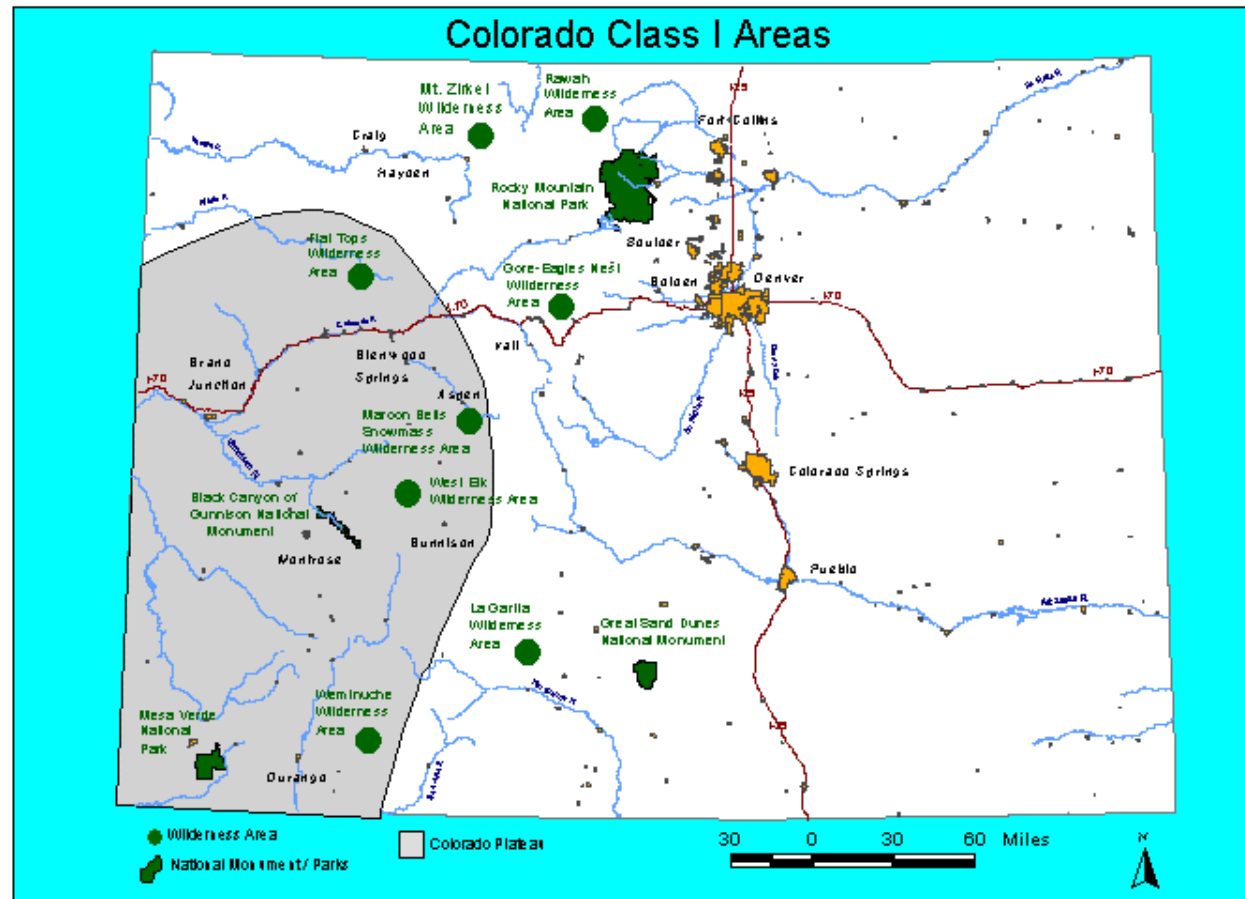 Colorado Class I Areas
Mt. Zirkel
Wilderness
Area
Rawah
Wilderness
Area
I-25
Fort Collins
Craig
Hayden
Rocky Mountain
National Park
Flat Tops
Wilderness
Area
Boulder
Gore-Eagles Nest
Wilderness
Area
Denver
I-70
I-70
Vail
Glenwood
Springs
Junction
I-70
I-70
Aspen
Maroon Bells
Snowmass
Wilderness Area
I-25
Colorado Springs
West Elk
Wilderness Area
Black Canyon of
Gunnison National
Monument
Montrose
Gunnison
Pueblo
Arkansas R.
La Garita
Wilderness
Area
Great Sand Dunes
National Monument
Weminuche
Wilderness
Area
Mesa Verde
National
Park
I-25
Durango
Wilderness Area
National Monument / Parks
Colorado Plateau
30 0 30 60 Miles
N